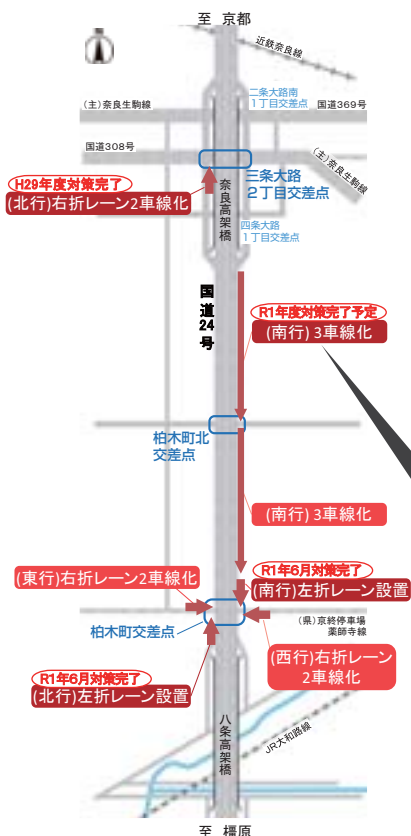 至 京都
近鉄奈良線
二条大路南
1丁目交差点
(主)奈良生駒線
国道369号
国道308号
(主)奈良生駒線
三条大路
2丁目交差点
H29年度対策完了
(北行)右折レーン2車線化
奈良高架橋
四条大路
1丁目交差点
国道24号
R1年度対策完了予定
(南行) 3車線化
柏木町北
交差点
(南行) 3車線化
(東行)右折レーン2車線化
R1年6月対策完了
(南行)左折レーン設置
柏木町交差点
(県)京終停車場
薬師寺線
(西行)右折レーン
2車線化
R1年6月対策完了
(北行)左折レーン設置
八条高架橋
JR大和路線
至 橿原